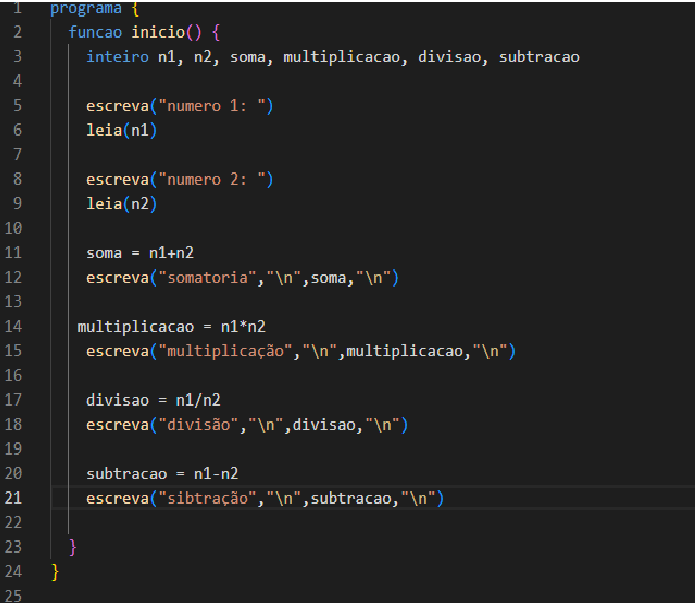 1 programa {
2 funcao inicio() {
3 inteiro n1, n2, soma, multiplicacao, divisao, subtracao
4
5 escreva("numero 1: ")
6 leia(n1)
7
8 escreva("numero 2: ")
9 leia(n2)
10
11 soma = n1+n2
12 escreva("somatoria","\n",soma,"\n")
13
14 multiplicacao = n1*n2
15 escreva("multiplicação","\n",multiplicacao,"\n")
16
17 divisao = n1/n2
18 escreva("divisão","\n",divisao,"\n")
19
20 subtracao = n1-n2
21 escreva("sibtração","\n",subtracao,"\n")
22
23 }
24 }
25